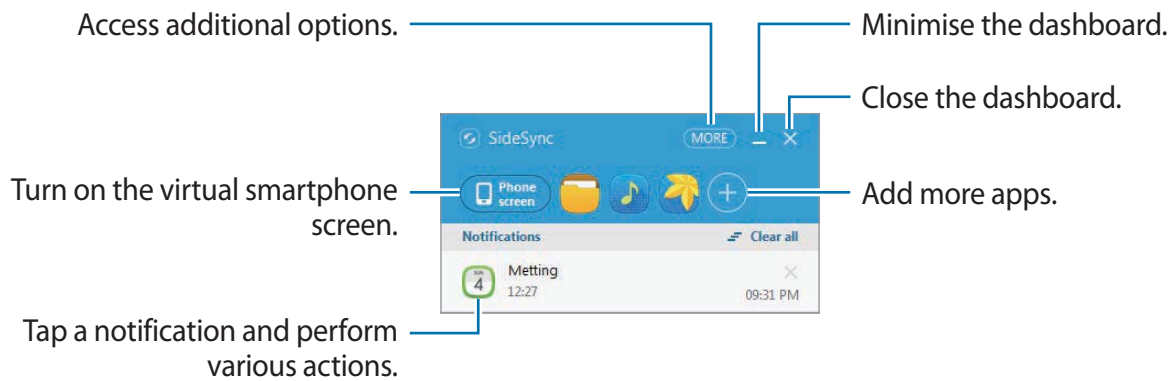 Access additional options.
Minimise the dashboard.
Close the dashboard.
SideSync
MORE
Turn on the virtual smartphone
screen.
Phone
screen
Add more apps.
Notifications
Clear all
SUN
4
Metting
12:27
09:31 PM
Tap a notification and perform
various actions.